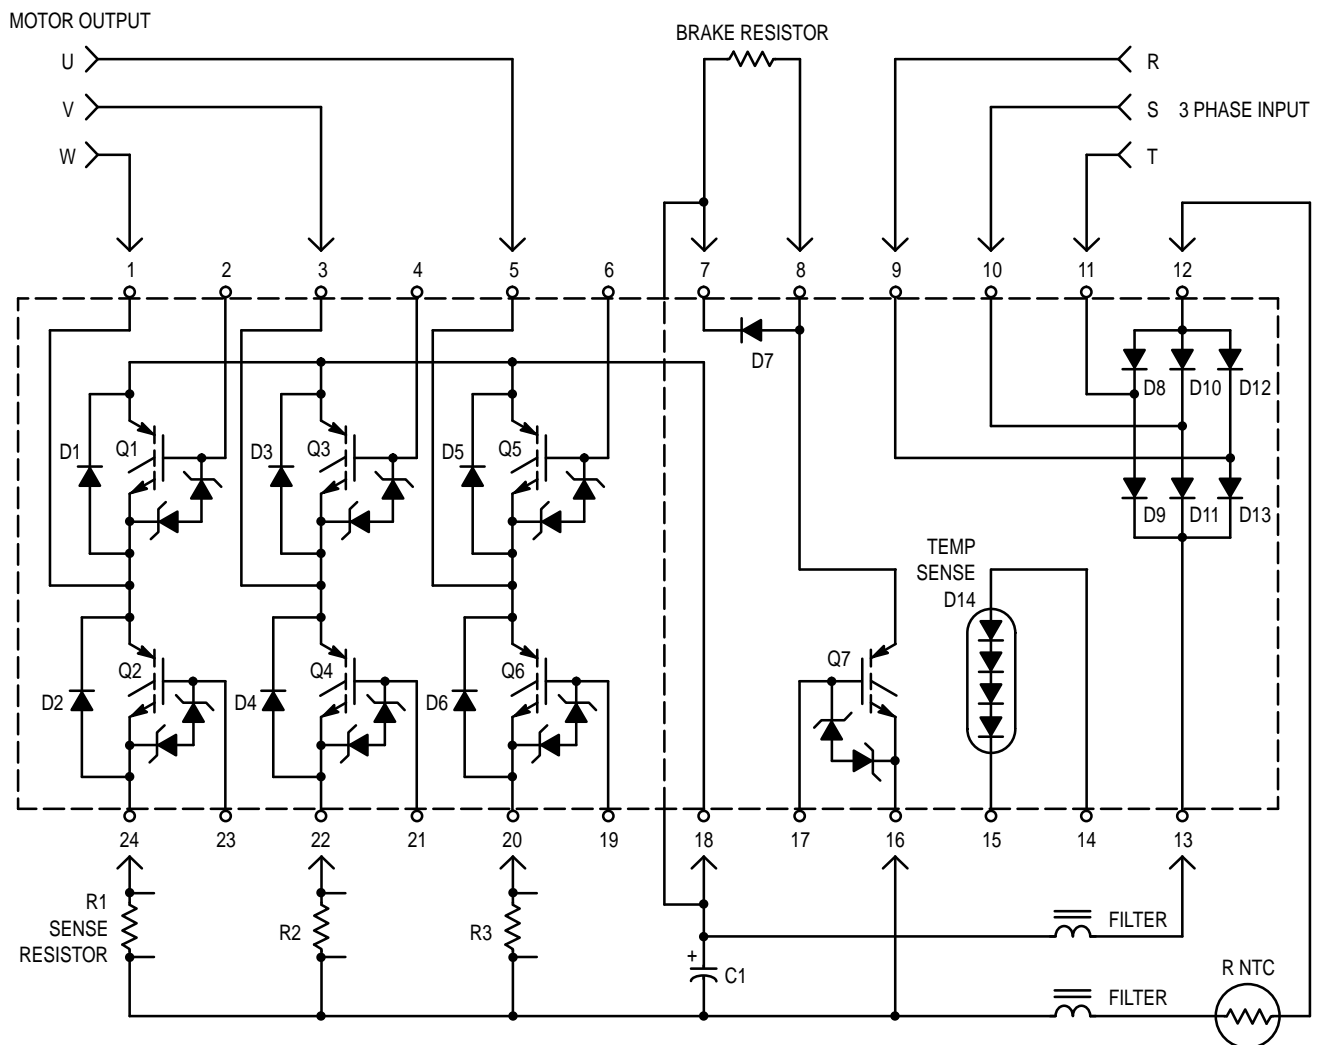 MOTOR OUTPUT
U
V
W
BRAKE RESISTOR
R
S 3 PHASE INPUT
T
1 2 3 4 5 6 7 8 9 10 11 12
D7
D8 D10 D12
D1 Q1 D3 Q3 D5 Q5
D9 D11 D13
TEMP
SENSE
D14
D2 Q2 D4 Q4 D6 Q6 Q7
24 23 22 21 20 19 18 17 16 15 14 13
R1
SENSE
RESISTOR
R2
R3
+
C1
FILTER
R NTC
FILTER